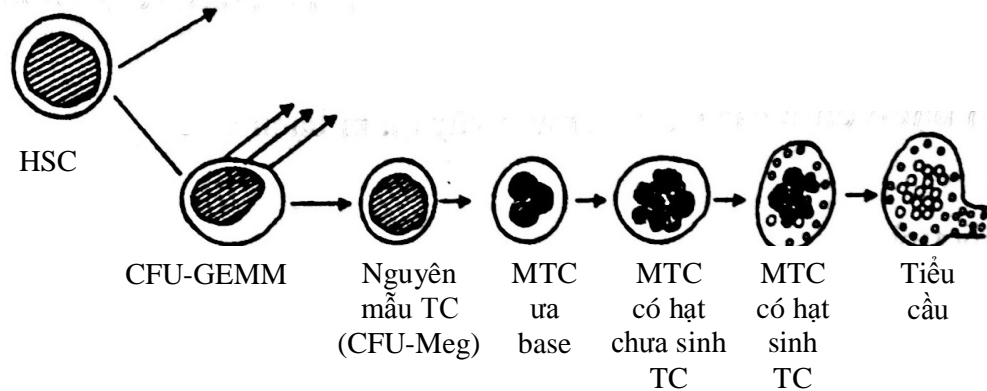 HSC
CFU-GEMM
Nguyên
mẫu TC
(CFU-Meg)
MTC
ưa
base
MTC
có hạt
chưa sinh
TC
MTC
có hạt
sinh
TC
Tiểu
cầu